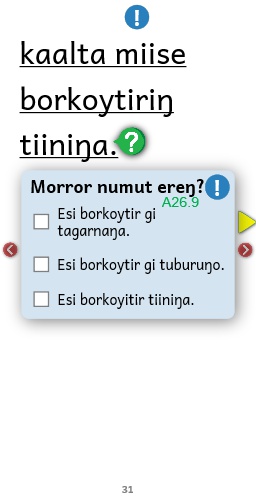 kaalta miise
borkoytiriŋ
tiiniŋa.
Morror numut ereŋ?
A26.9
Esi borkoytir gi
tagarnaŋa.
Esi borkoytir gi tuburuŋo.
Esi borkoyitir tiiniŋa.
31